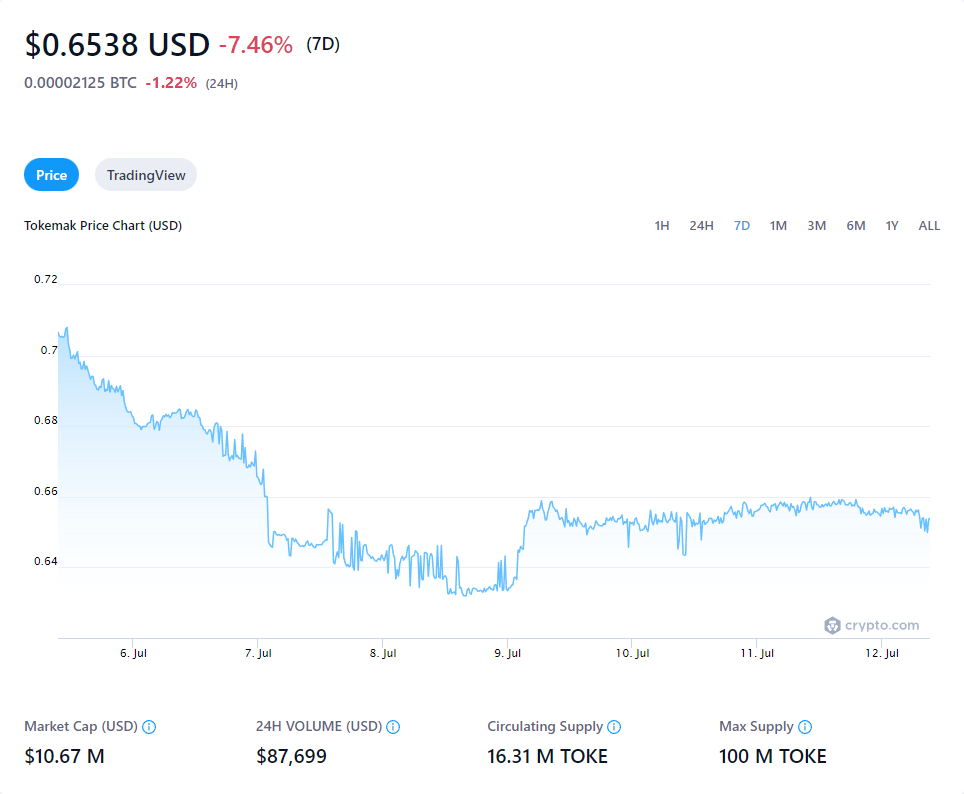 $0.6538 USD -7.46% (7D)
0.00002125 BTC -1.22% (24H)
Price TradingView
Tokemak Price Chart (USD) 1H 24H 7D 1M 3M 6M 1Y ALL
0.72
0.7
0.68
0.66
0.64
crypto.com
6. Jul 7. Jul 8. Jul 9. Jul 10. Jul 11. Jul 12. Jul
Market Cap (USD) 24H VOLUME (USD) Circulating Supply Max Supply
$10.67 M $87,699 16.31 M TOKE 100 M TOKE